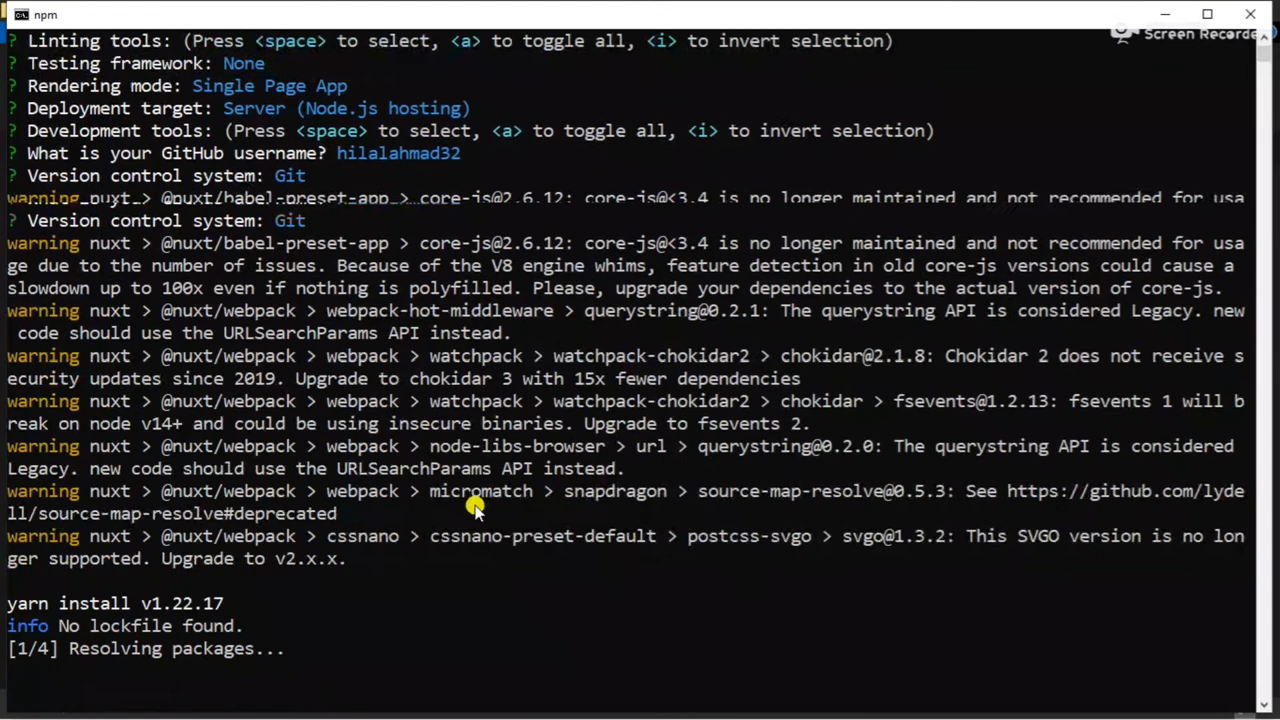 npm
Screen Recorde
? Linting tools: (Press <space> to select, <a> to toggle all, <i> to invert selection)
? Testing framework: None
? Rendering mode: Single Page App
? Deployment target: Server (Node.js hosting)
? Development tools: (Press <space> to select, <a> to toggle all, <i> to invert selection)
? What is your GitHub username? hilalahmad32
? Version control system: Git
warning nuxt > @nuxt/babel-preset-app > core-js@2.6.12: core-js@<3.4 is no longer maintained and not recommended for usa
? Version control system: Git
warning nuxt > @nuxt/babel-preset-app > core-js@2.6.12: core-js@<3.4 is no longer maintained and not recommended for usa
ge due to the number of issues. Because of the V8 engine whims, feature detection in old core-js versions could cause a
slowdown up to 100x even if nothing is polyfilled. Please, upgrade your dependencies to the actual version of core-js.
warning nuxt > @nuxt/webpack > webpack-hot-middleware > querystring@0.2.1: The querystring API is considered Legacy. new
code should use the URLSearchParams API instead.
warning nuxt > @nuxt/webpack > webpack > watchpack > watchpack-chokidar2 > chokidar@2.1.8: Chokidar 2 does not receive s
ecurity updates since 2019. Upgrade to chokidar 3 with 15x fewer dependencies
warning nuxt > @nuxt/webpack > webpack > watchpack > watchpack-chokidar2 > chokidar > fsevents@1.2.13: fsevents 1 will b
reak on node v14+ and could be using insecure binaries. Upgrade to fsevents 2.
warning nuxt > @nuxt/webpack > webpack > node-libs-browser > url > querystring@0.2.0: The querystring API is considered
Legacy. new code should use the URLSearchParams API instead.
warning nuxt > @nuxt/webpack > webpack > micromatch > snapdragon > source-map-resolve@0.5.3: See https://github.com/lyde
ll/source-map-resolve#deprecated
warning nuxt > @nuxt/webpack > cssnano > cssnano-preset-default > postcss-svgo > svgo@1.3.2: This SVGO version is no lon
ger supported. Upgrade to v2.x.x.
yarn install v1.22.17
info No lockfile found.
[1/4] Resolving packages...